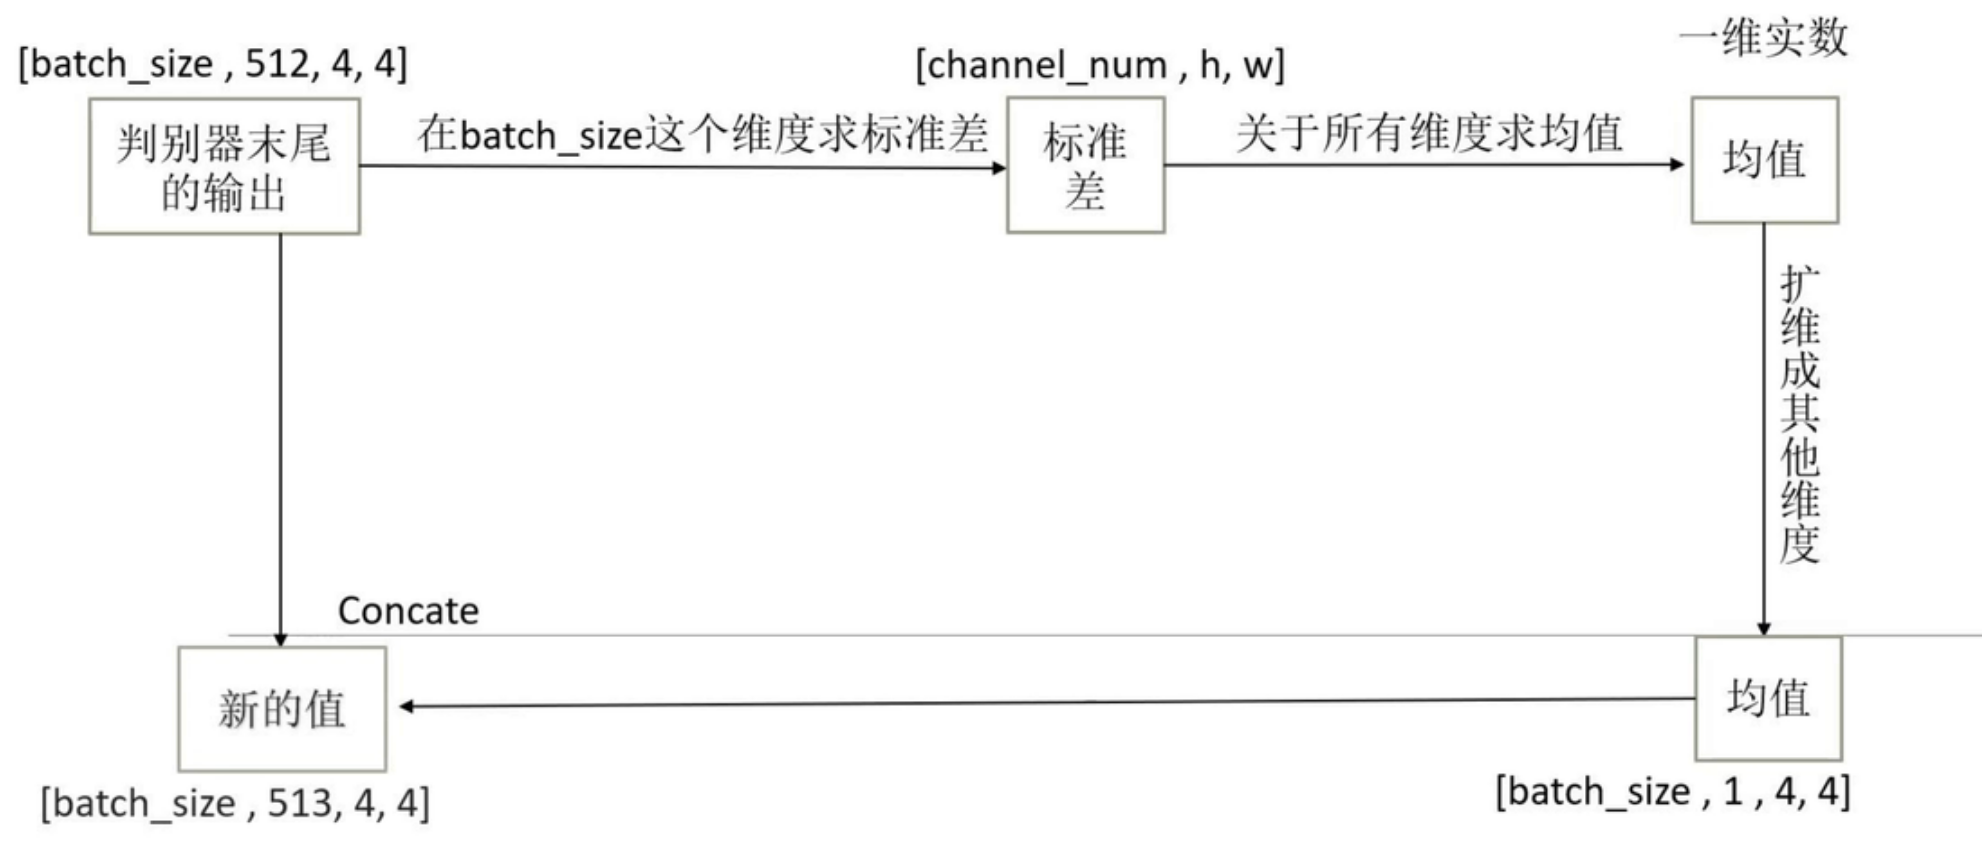 一维实数
[batch_size , 512, 4, 4]
[channel_num , h, w]
判别器末尾
的输出
在batch_size这个维度求标准差
标准
差
关于所有维度求均值
均值
扩维成其他维度
Concate
新的值
均值
[batch_size , 513, 4, 4]
[batch_size , 1 , 4, 4]